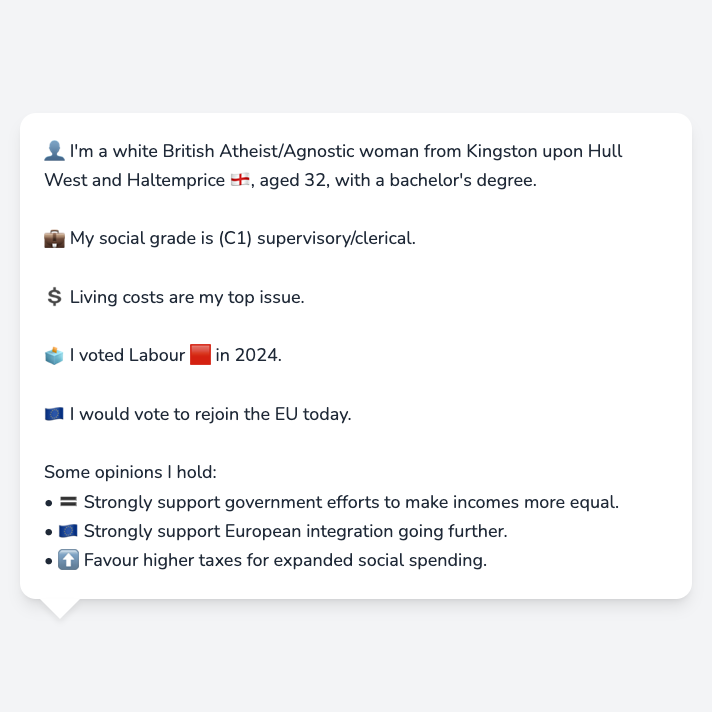 👤 I'm a white British Atheist/Agnostic woman from Kingston upon Hull
West and Haltemprice 🏴󠁧󠁢󠁥󠁮󠁧󠁿, aged 32, with a bachelor's degree.
💼 My social grade is (C1) supervisory/clerical.
💲 Living costs are my top issue.
🗳️ I voted Labour 🟥 in 2024.
🇪🇺 I would vote to rejoin the EU today.
Some opinions I hold:
• 🟰 Strongly support government efforts to make incomes more equal.
• 🇪🇺 Strongly support European integration going further.
• ⬆️ Favour higher taxes for expanded social spending.